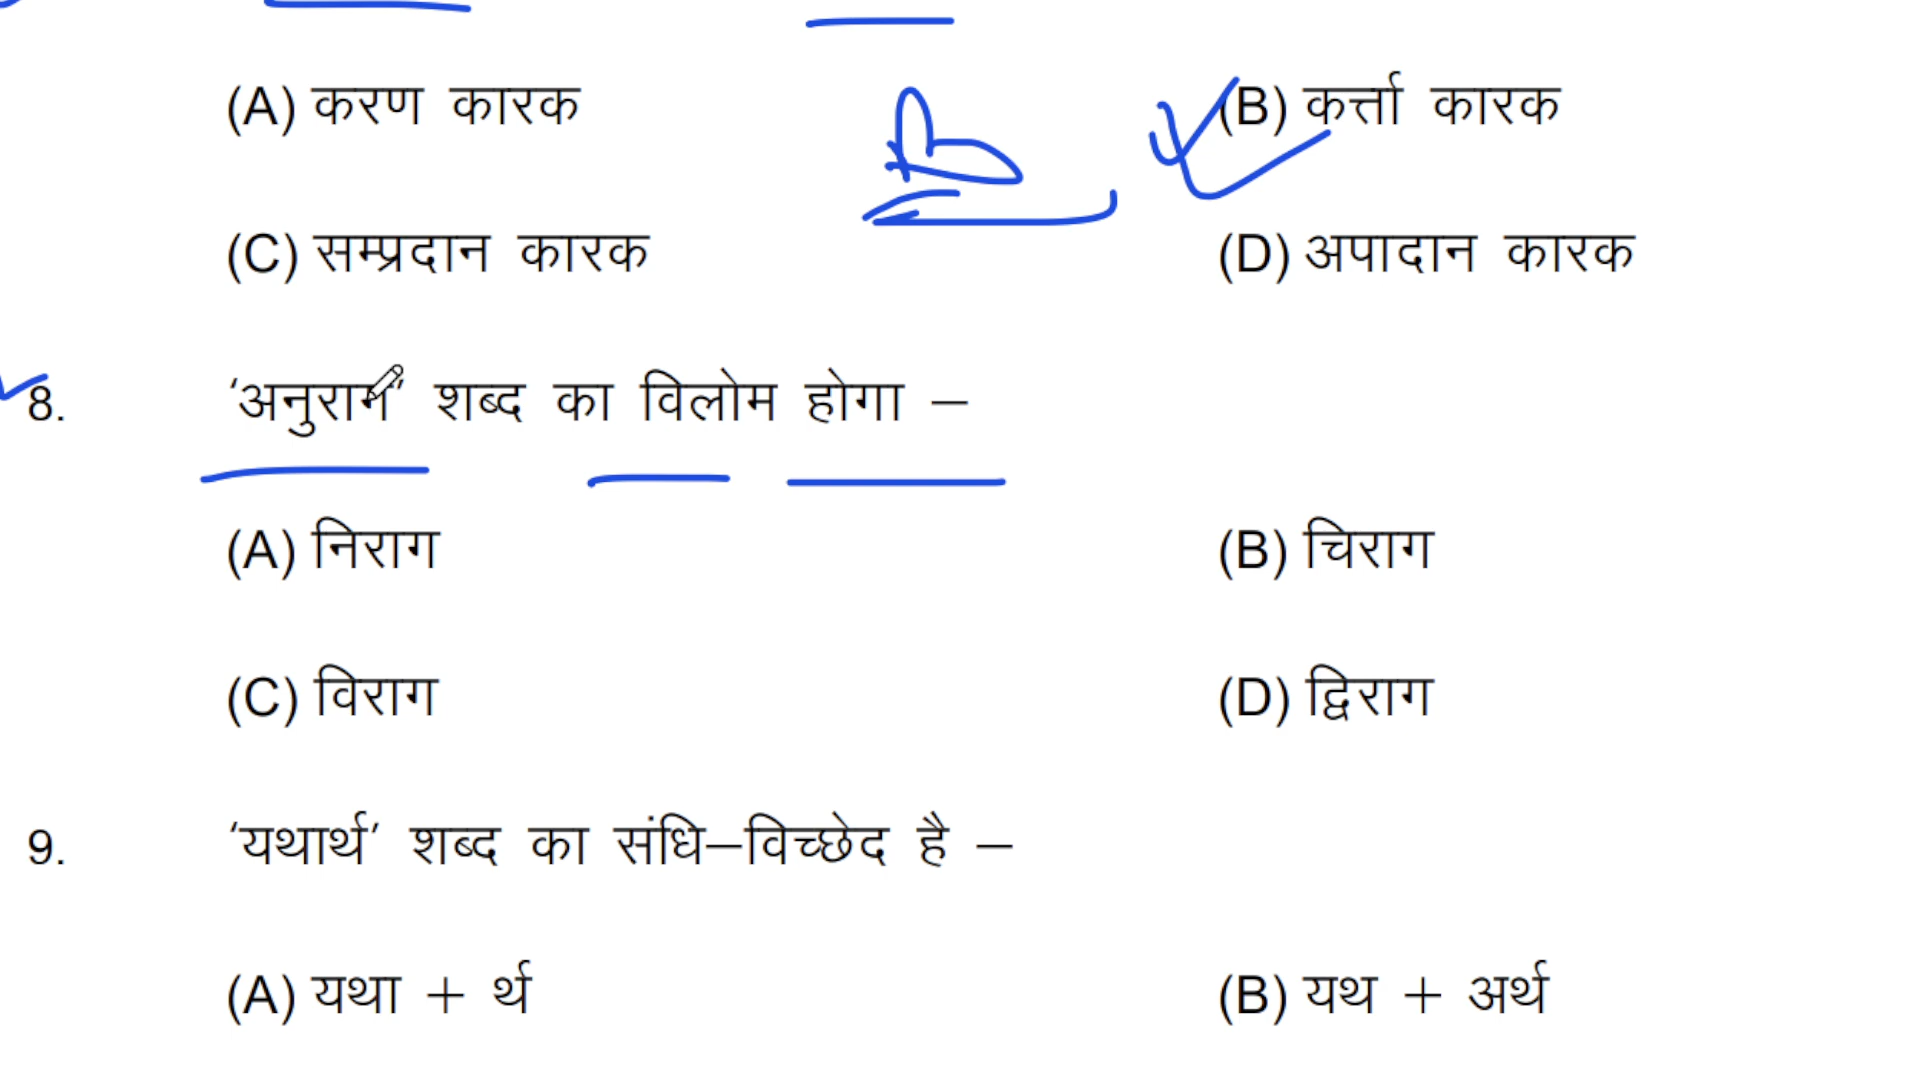 (A) करण कारक (B) कर्त्ता कारक
(C) सम्प्रदान कारक (D) अपादान कारक
8. ‘अनुराग’ शब्द का विलोम होगा –
(A) निराग (B) चिराग
(C) विराग (D) द्विराग
9. ‘यथार्थ’ शब्द का संधि–विच्छेद है –
(A) यथा + र्थ (B) यथ + अर्थ